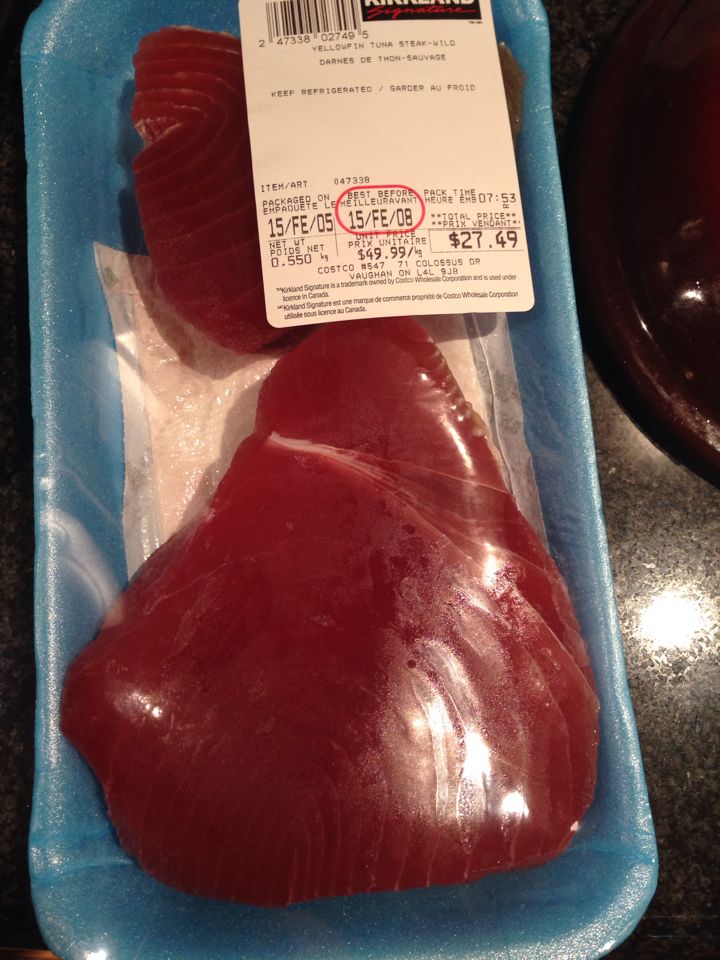 KIRKLAND
Signature
2 47338 02749 5
YELLOWFIN TUNA STEAK-WILD
DARNES DE THON-SAUVAGE
KEEP REFRIGERATED / GARDER AU FROID
ITEM/ART 047338
PACKAGED ON BEST BEFORE PACK TIME 07:53
EMPAQUETÉ LE MEILLEURAVANT HEURE EMB
15/FE/05 15/FE/08 **TOTAL PRICE**
**PRIX VENDANT*
NET WT UNIT PRICE $27.49
POIDS NET PRIX UNITAIRE
0.550 kg $49.99/kg
COSTCO #547 71 COLOSSUS DR
VAUGHAN ON L4L 9J8
™Kirkland Signature is a trademark owned by Costco Wholesale Corporation and is used under
licence in Canada.
MCKirkland Signature est une marque de commerce propriété de Costco Wholesale Corporation
utilisée sous licence au Canada.